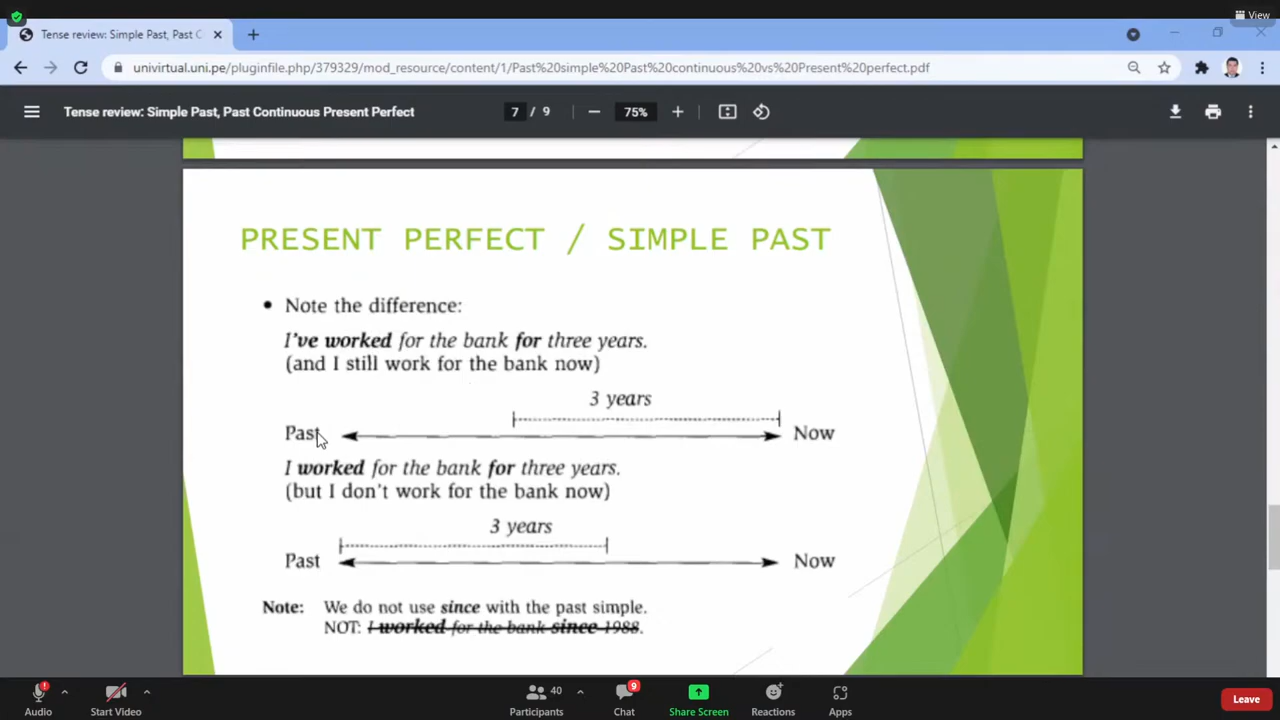 View
Tense review: Simple Past, Past C
univirtual.uni.pe/pluginfile.php/379329/mod_resource/content/1/Past%20simple%20Past%20continuous%20vs%20Present%20perfect.pdf
Tense review: Simple Past, Past Continuous Present Perfect
7 / 9
75%
PRESENT PERFECT / SIMPLE PAST
• Note the difference:
I've worked for the bank for three years.
(and I still work for the bank now)
3 years
Past Now
I worked for the bank for three years.
(but I don't work for the bank now)
3 years
Past Now
Note: We do not use since with the past simple.
NOT: I worked for the bank since 1988.
40
9
Audio
Start Video
Participants
Chat
Share Screen
Reactions
Apps
Leave